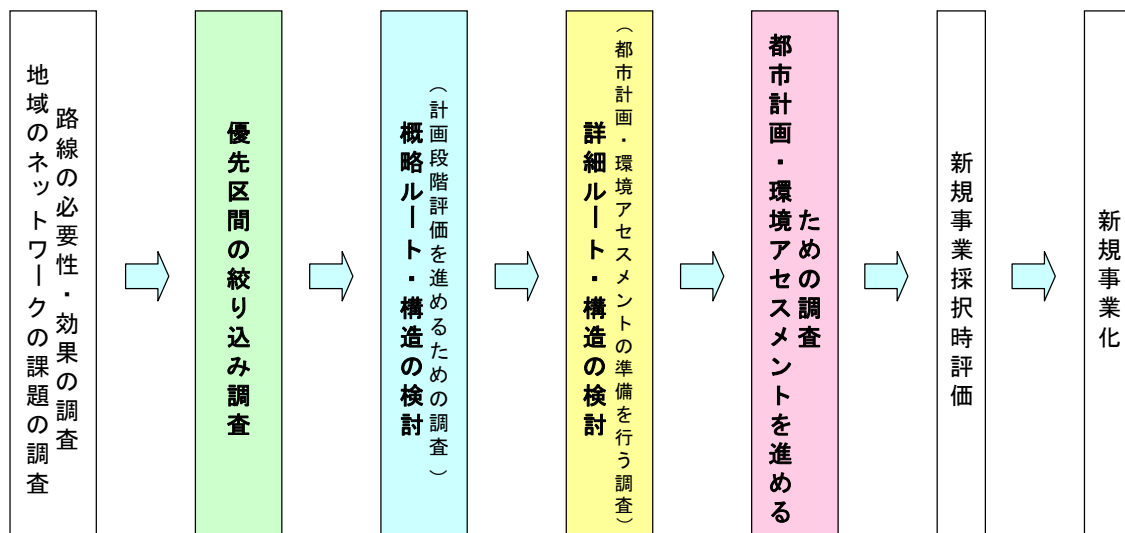 路線の必要性・効果の調査
地域のネットワークの課題の調査
優先区間の絞り込み調査
概略ルート・構造の検討
（計画段階評価を進めるための調査）
詳細ルート・構造の検討
（都市計画・環境アセスメントの準備を行う調査）
都市計画・環境アセスメントを進める
ための調査
新規事業採択時評価
新規事業化